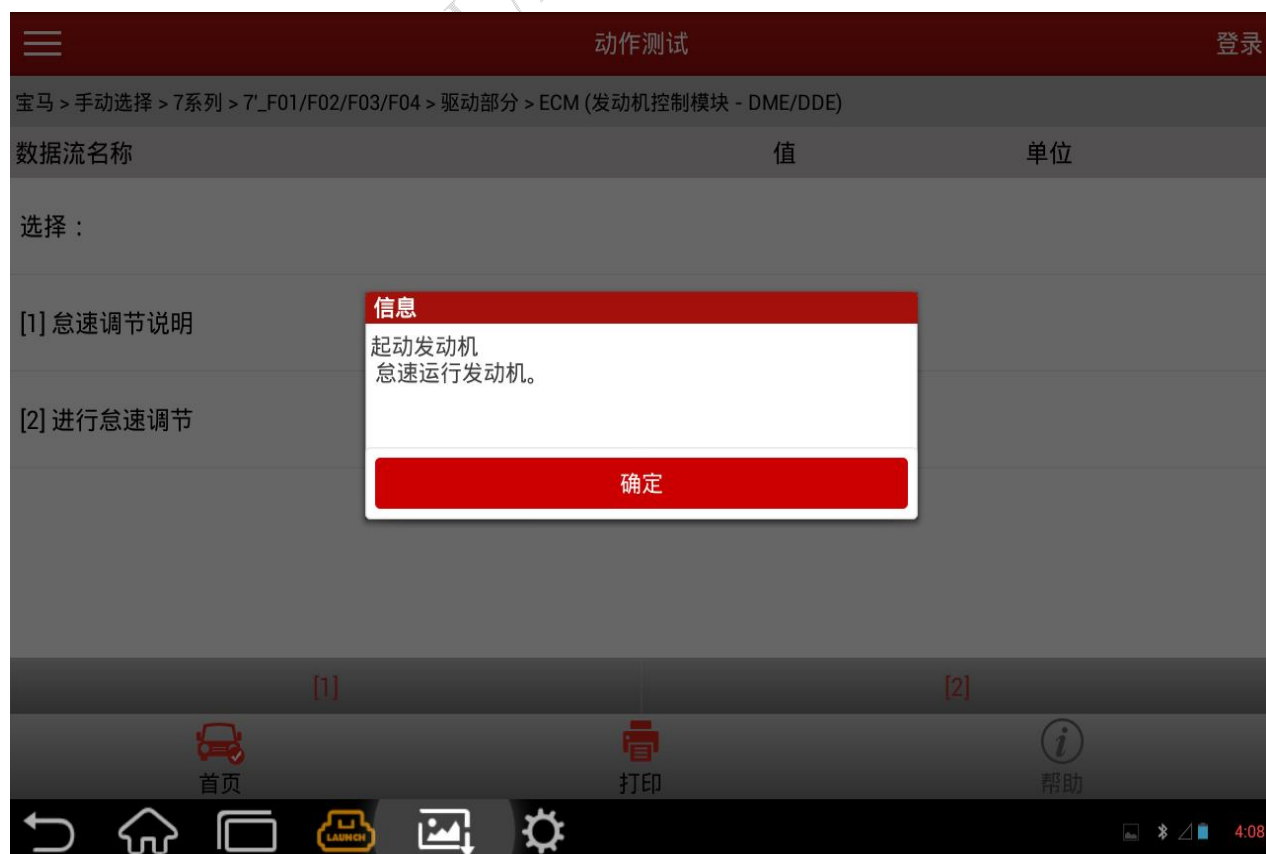 动作测试
登录
宝马 > 手动选择 > 7系列 > 7'_F01/F02/F03/F04 > 驱动部分 > ECM (发动机控制模块 - DME/DDE)
数据流名称 值 单位
选择：
[1] 怠速调节说明
[2] 进行怠速调节
信息
起动发动机
怠速运行发动机。
确定
[1] [2]
首页 打印 帮助
LAUNCH
4:08